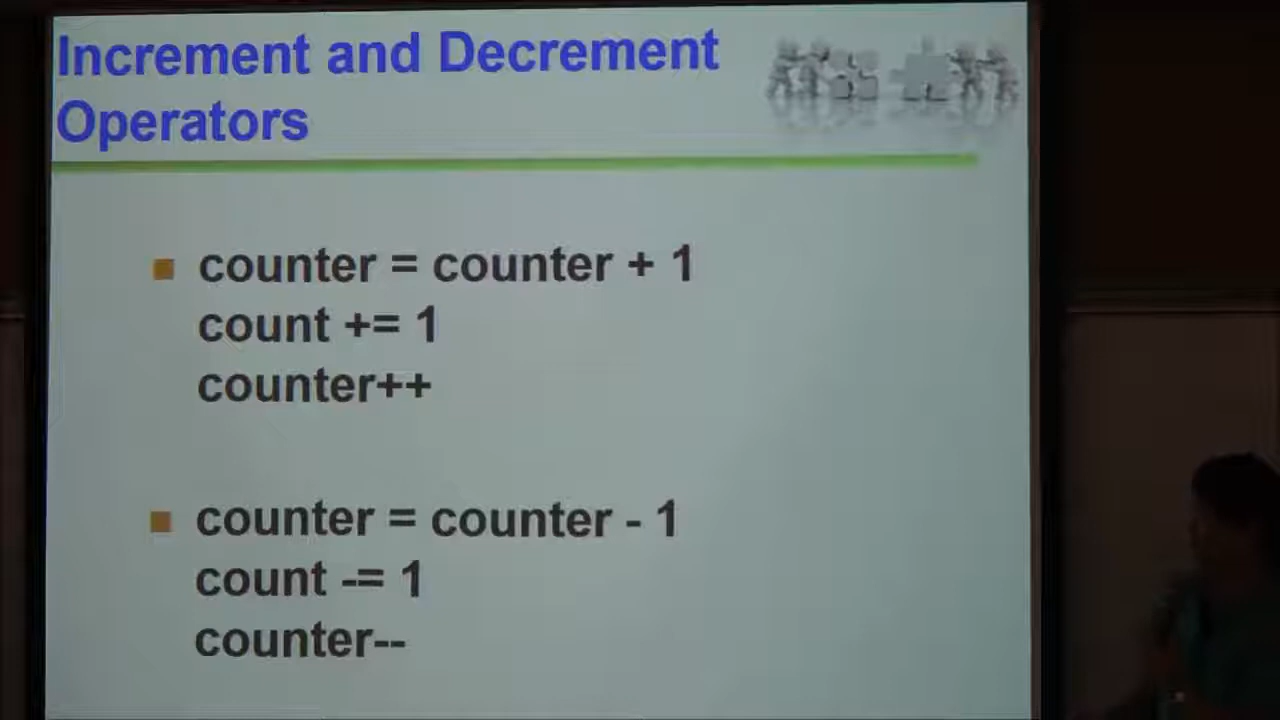 Increment and Decrement
Operators
counter = counter + 1
count += 1
counter++
counter = counter - 1
count -= 1
counter--